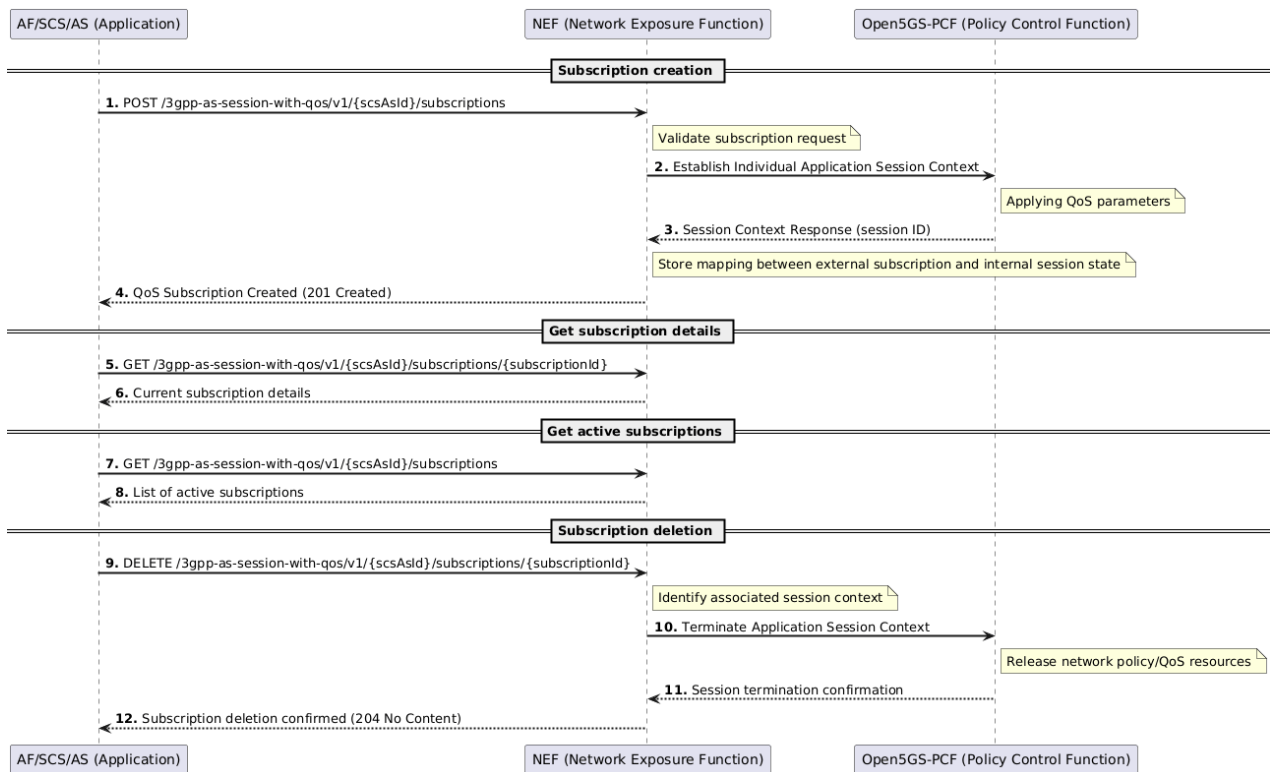 AF/SCS/AS (Application)
NEF (Network Exposure Function)
Open5GS-PCF (Policy Control Function)
Subscription creation
1. POST /3gpp-as-session-with-qos/v1/{scsAsId}/subscriptions
Validate subscription request
2. Establish Individual Application Session Context
Applying QoS parameters
3. Session Context Response (session ID)
Store mapping between external subscription and internal session state
4. QoS Subscription Created (201 Created)
Get subscription details
5. GET /3gpp-as-session-with-qos/v1/{scsAsId}/subscriptions/{subscriptionId}
6. Current subscription details
Get active subscriptions
7. GET /3gpp-as-session-with-qos/v1/{scsAsId}/subscriptions
8. List of active subscriptions
Subscription deletion
9. DELETE /3gpp-as-session-with-qos/v1/{scsAsId}/subscriptions/{subscriptionId}
Identify associated session context
10. Terminate Application Session Context
Release network policy/QoS resources
11. Session termination confirmation
12. Subscription deletion confirmed (204 No Content)
AF/SCS/AS (Application)
NEF (Network Exposure Function)
Open5GS-PCF (Policy Control Function)